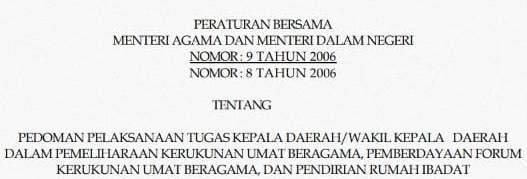 PERATURAN BERSAMA
MENTERI AGAMA DAN MENTERI DALAM NEGERI
NOMOR: 9 TAHUN 2006
NOMOR: 8 TAHUN 2006
TENTANG
PEDOMAN PELAKSANAAN TUGAS KEPALA DAERAH/WAKIL KEPALA DAERAH
DALAM PEMELIHARAAN KERUKUNAN UMAT BERAGAMA, PEMBERDAYAAN FORUM
KERUKUNAN UMAT BERAGAMA, DAN PENDIRIAN RUMAH IBADAT